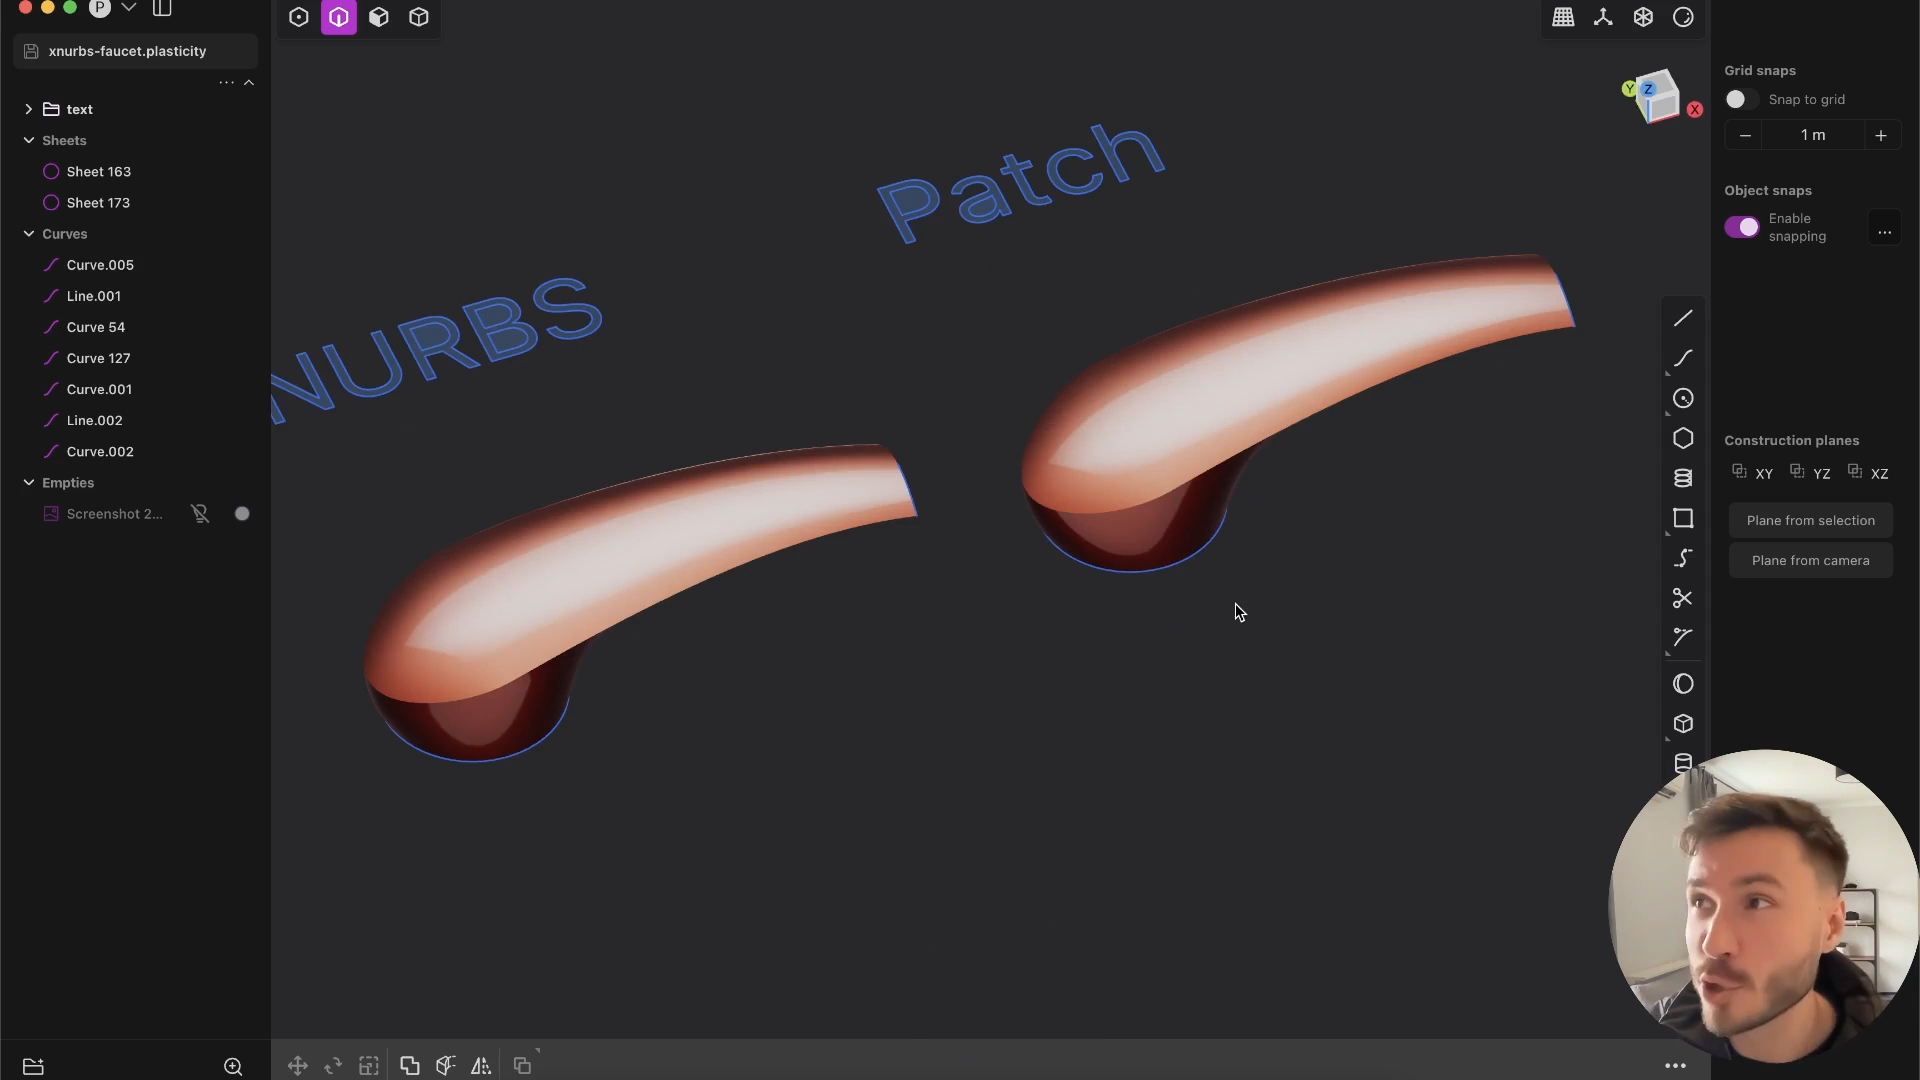 P
xnurbs-faucet.plasticity
text
Sheets
Sheet 163
Sheet 173
Curves
Curve.005
Line.001
Curve 54
Curve 127
Curve.001
Line.002
Curve.002
Empties
Screenshot 2...
NURBS
Patch
Y
Z
X
Grid snaps
Snap to grid
1 m
Object snaps
Enable
snapping
...
Construction planes
XY YZ XZ
Plane from selection
Plane from camera